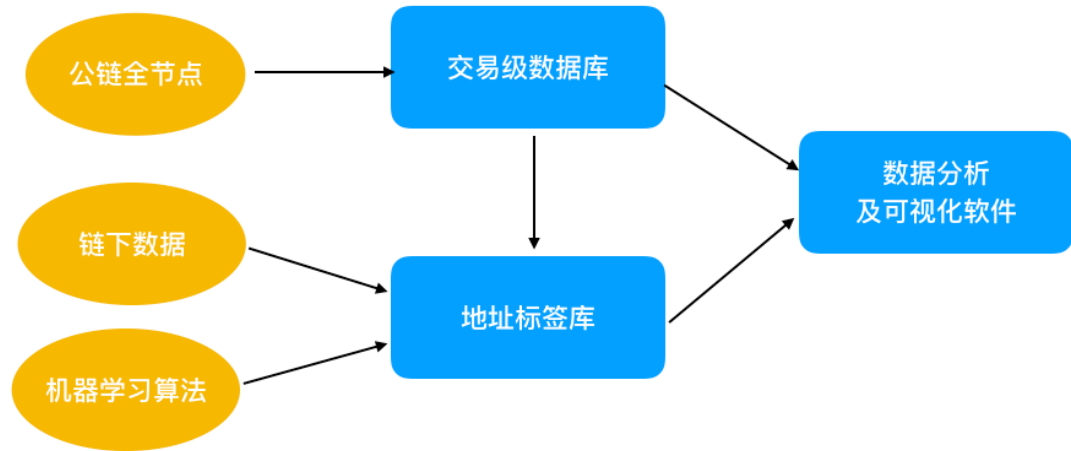 公链全节点
交易级数据库
数据分析
及可视化软件
链下数据
地址标签库
机器学习算法